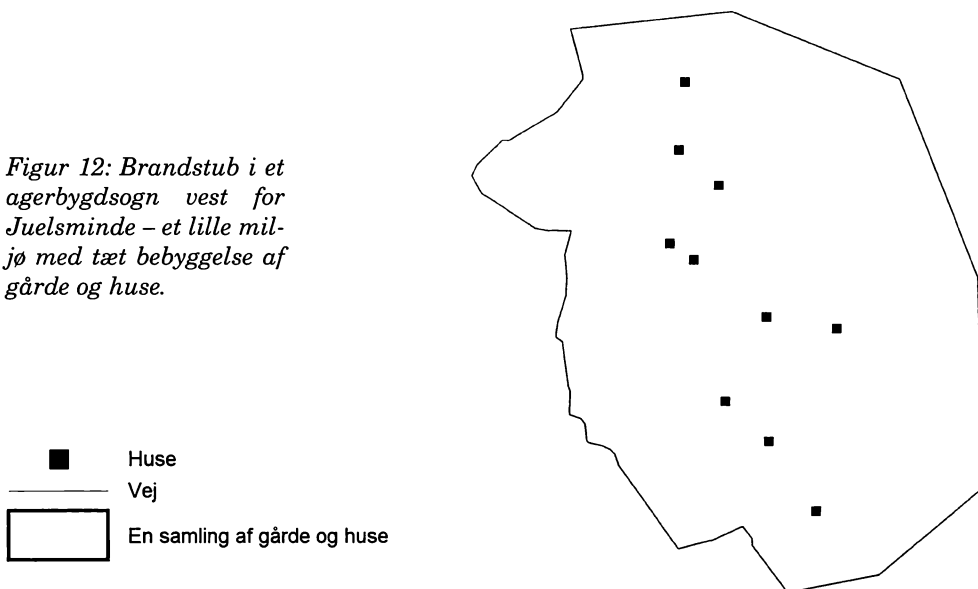 Figur 12: Brandstub i et
agerbygdsogn vest for
Juelsminde – et lille mil-
jø med tæt bebyggelse af
gårde og huse.
Huse
Vej
En samling af gårde og huse